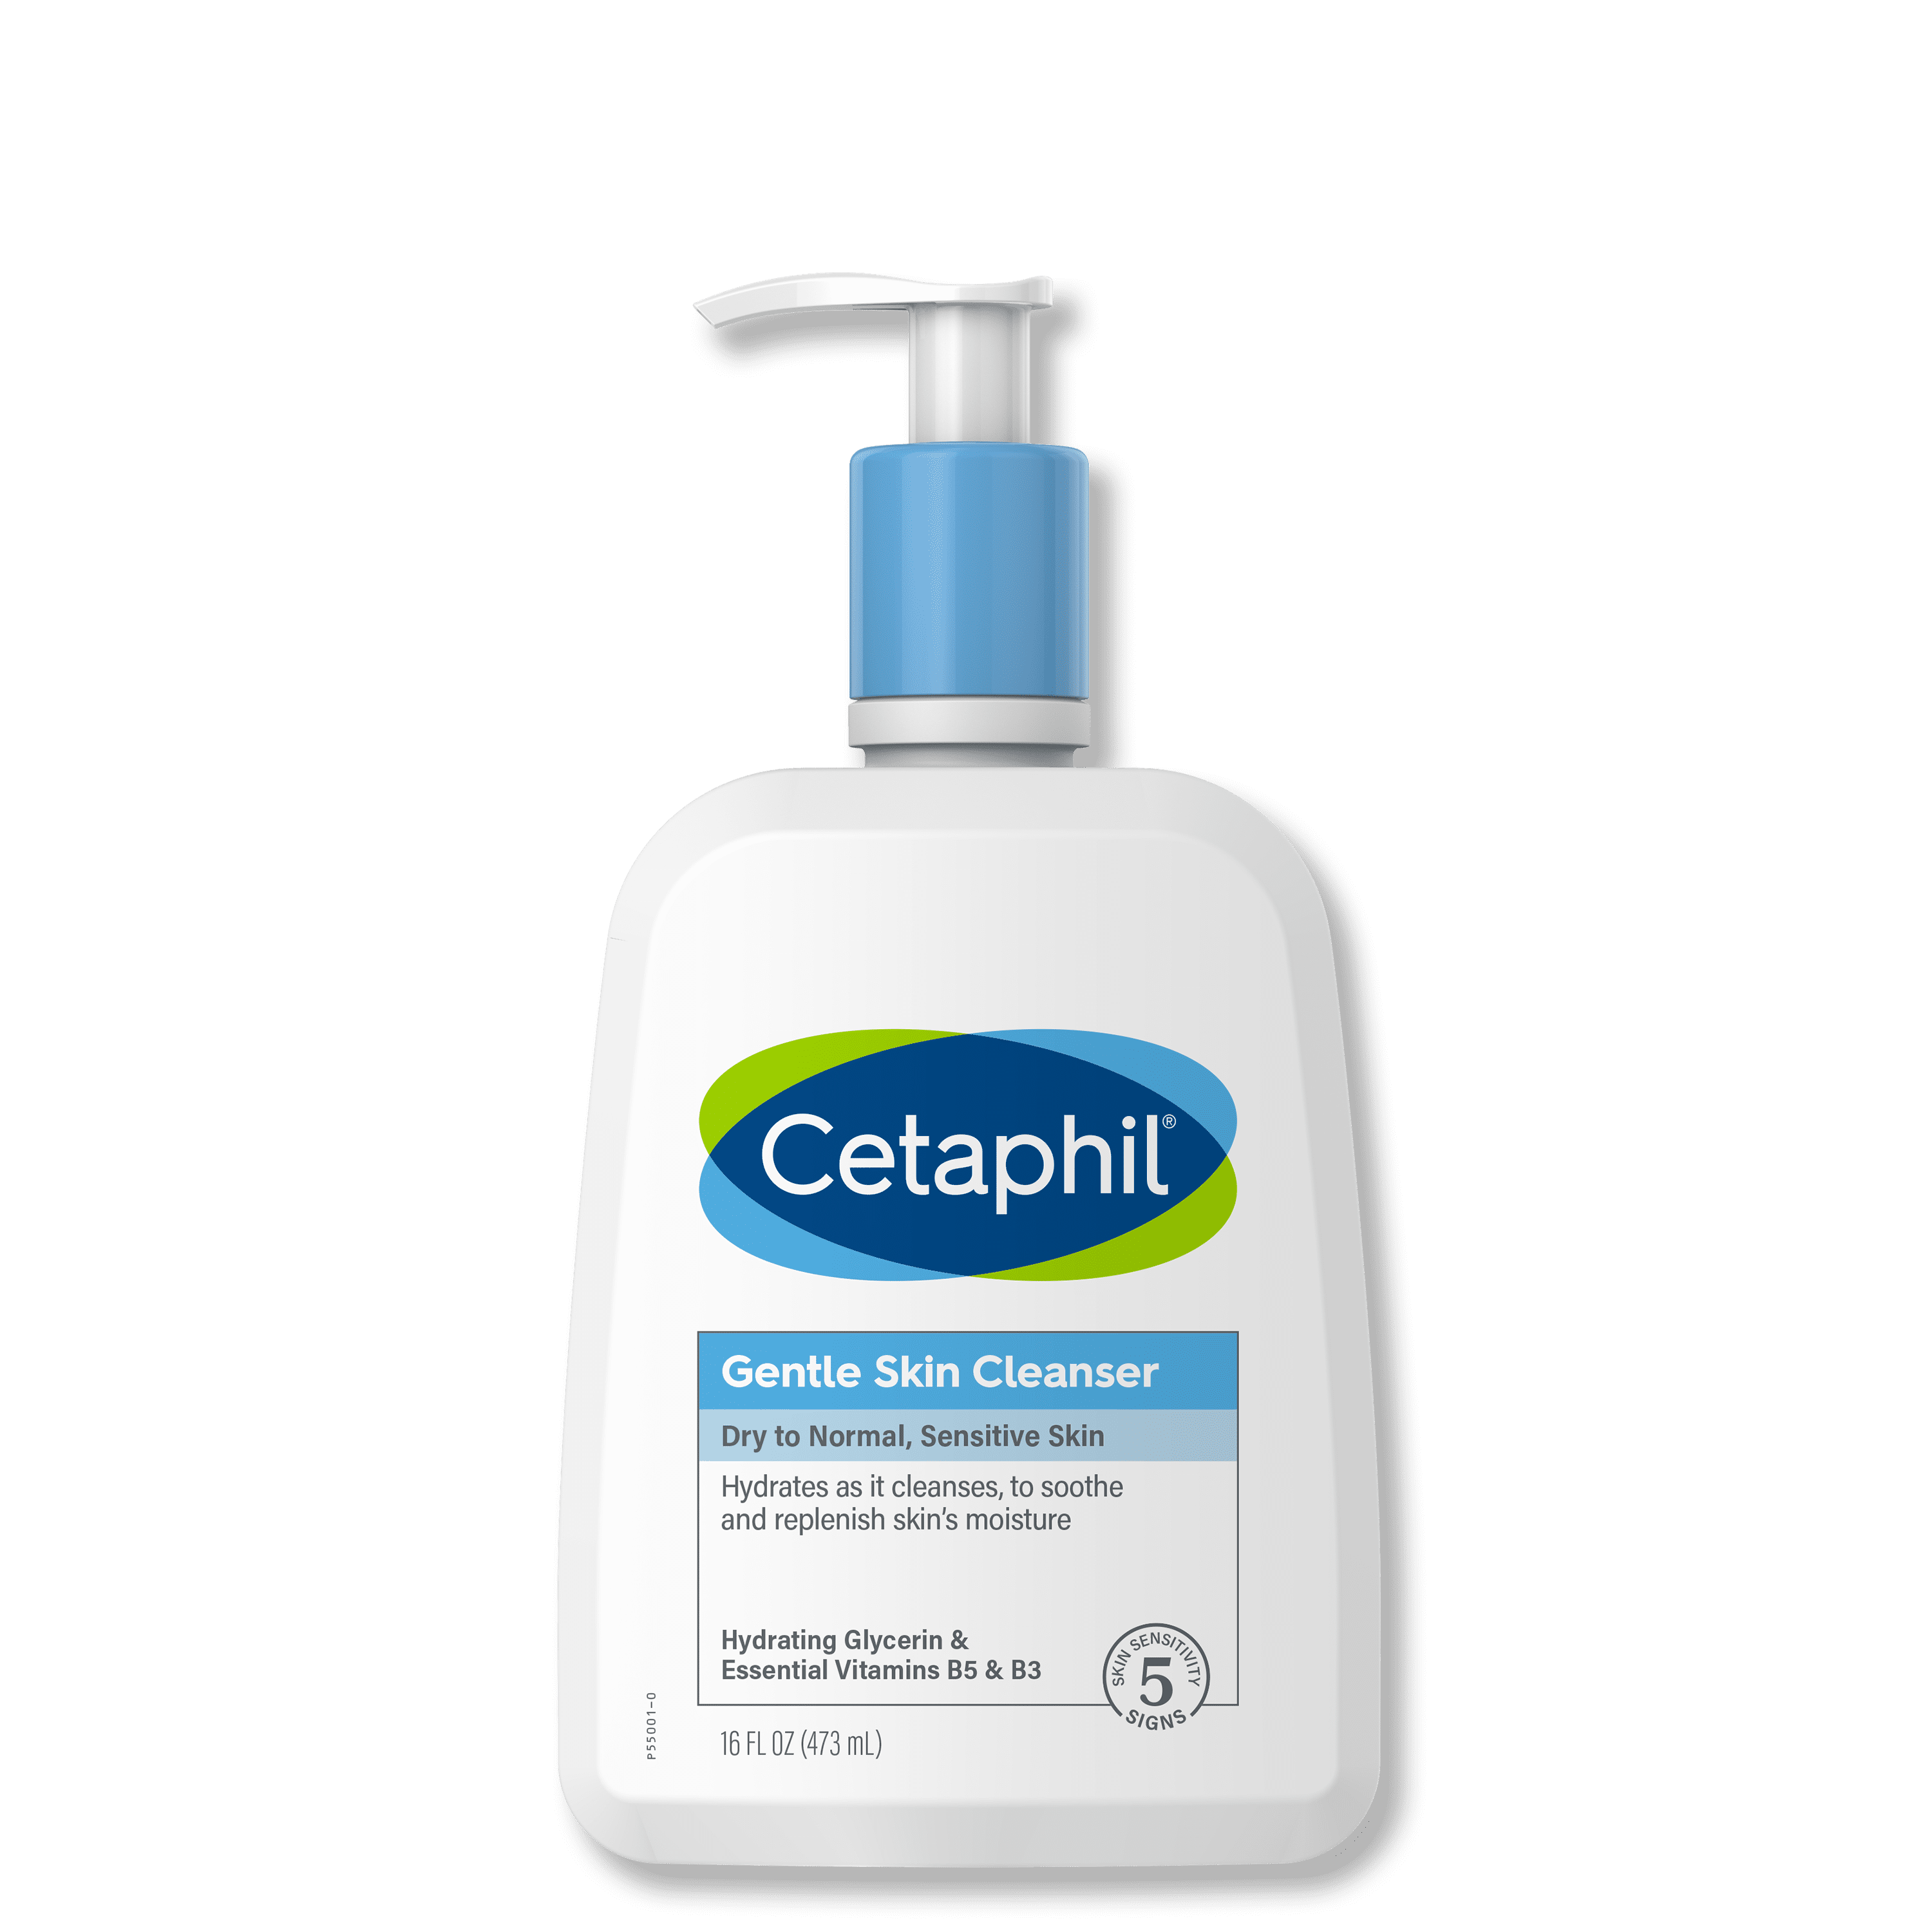 Cetaphil®
Gentle Skin Cleanser
Dry to Normal, Sensitive Skin
Hydrates as it cleanses, to soothe
and replenish skin's moisture
Hydrating Glycerin &
Essential Vitamins B5 & B3
SKIN SENSITIVITY
5
SIGNS
16 FL OZ (473 mL)
P55001-0